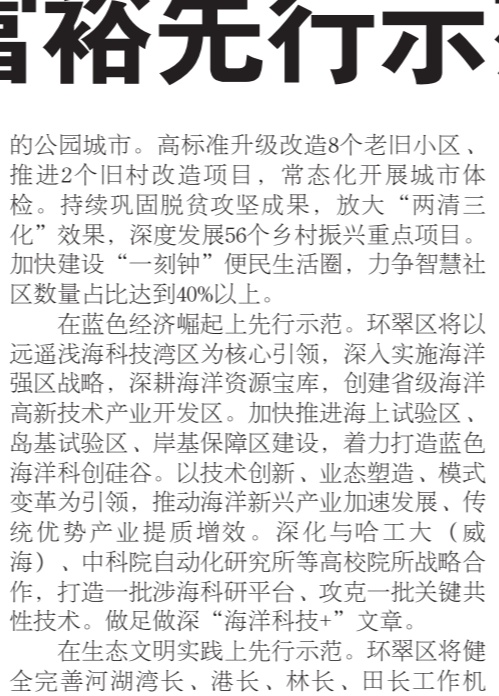 富裕先行示
的公园城市。高标准升级改造8个老旧小区、
推进2个旧村改造项目，常态化开展城市体
检。持续巩固脱贫攻坚成果，放大“两清三
化”效果，深度发展56个乡村振兴重点项目。
加快建设“一刻钟”便民生活圈，力争智慧社
区数量占比达到40%以上。
在蓝色经济崛起上先行示范。环翠区将以
远遥浅海科技湾区为核心引领，深入实施海洋
强区战略，深耕海洋资源宝库，创建省级海洋
高新技术产业开发区。加快推进海上试验区、
岛基试验区、岸基保障区建设，着力打造蓝色
海洋科创硅谷。以技术创新、业态塑造、模式
变革为引领，推动海洋新兴产业加速发展、传
统优势产业提质增效。深化与哈工大（威
海）、中科院自动化研究所等高校院所战略合
作，打造一批涉海科研平台、攻克一批关键共
性技术。做足做深“海洋科技+”文章。
在生态文明实践上先行示范。环翠区将健
全完善河湖湾长、港长、林长、田长工作机